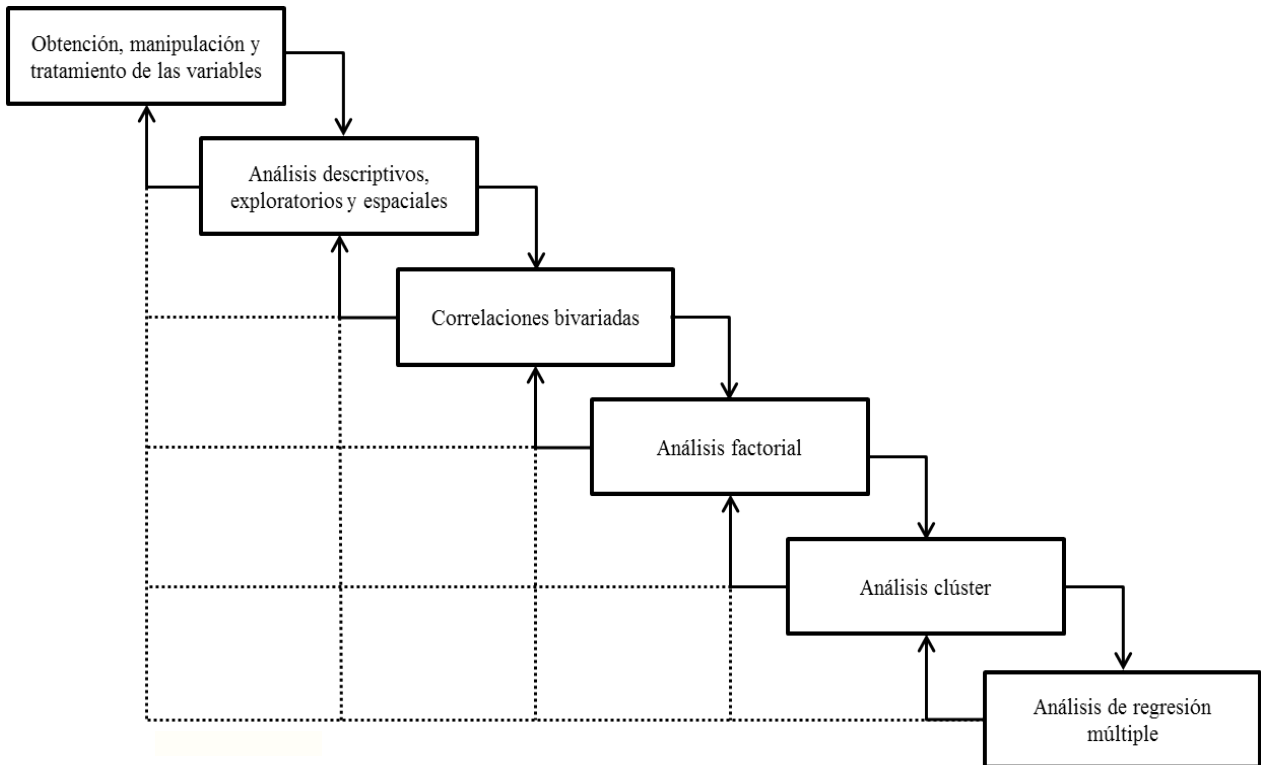 Obtención, manipulación y
tratamiento de las variables
Análisis descriptivos,
exploratorios y espaciales
Correlaciones bivariadas
Análisis factorial
Análisis clúster
Análisis de regresión
múltiple